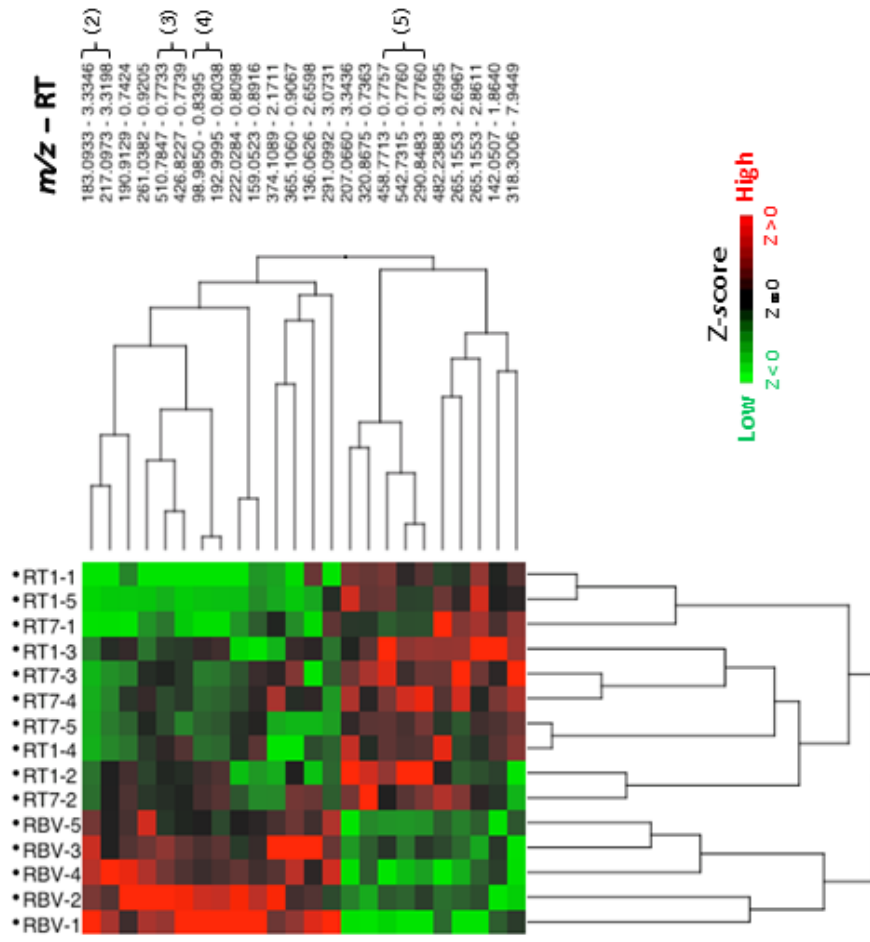 m/z – RT
183.0933 - 3.3346
217.0973 - 3.3198
(2)
190.9129 - 0.7424
261.0382 - 0.9205
510.7847 - 0.7733
426.8227 - 0.7739
(3)
98.9850 - 0.8395
192.9995 - 0.8038
(4)
222.0284 - 0.8098
159.0523 - 0.8916
374.1089 - 2.1711
365.1060 - 0.9067
136.0626 - 2.6598
291.0992 - 3.0731
207.0660 - 3.3436
320.8675 - 0.7363
458.7713 - 0.7757
542.7315 - 0.7760
290.8483 - 0.7760
(5)
482.2388 - 3.6995
265.1553 - 2.6967
265.1553 - 2.8611
142.0507 - 1.8640
318.3006 - 7.9449
• RT1-1
• RT1-5
• RT7-1
• RT1-3
• RT7-3
• RT7-4
• RT7-5
• RT1-4
• RT1-2
• RT7-2
• RBV-5
• RBV-3
• RBV-4
• RBV-2
• RBV-1
Z-score
Low High
Z<0 Z=0 Z>0